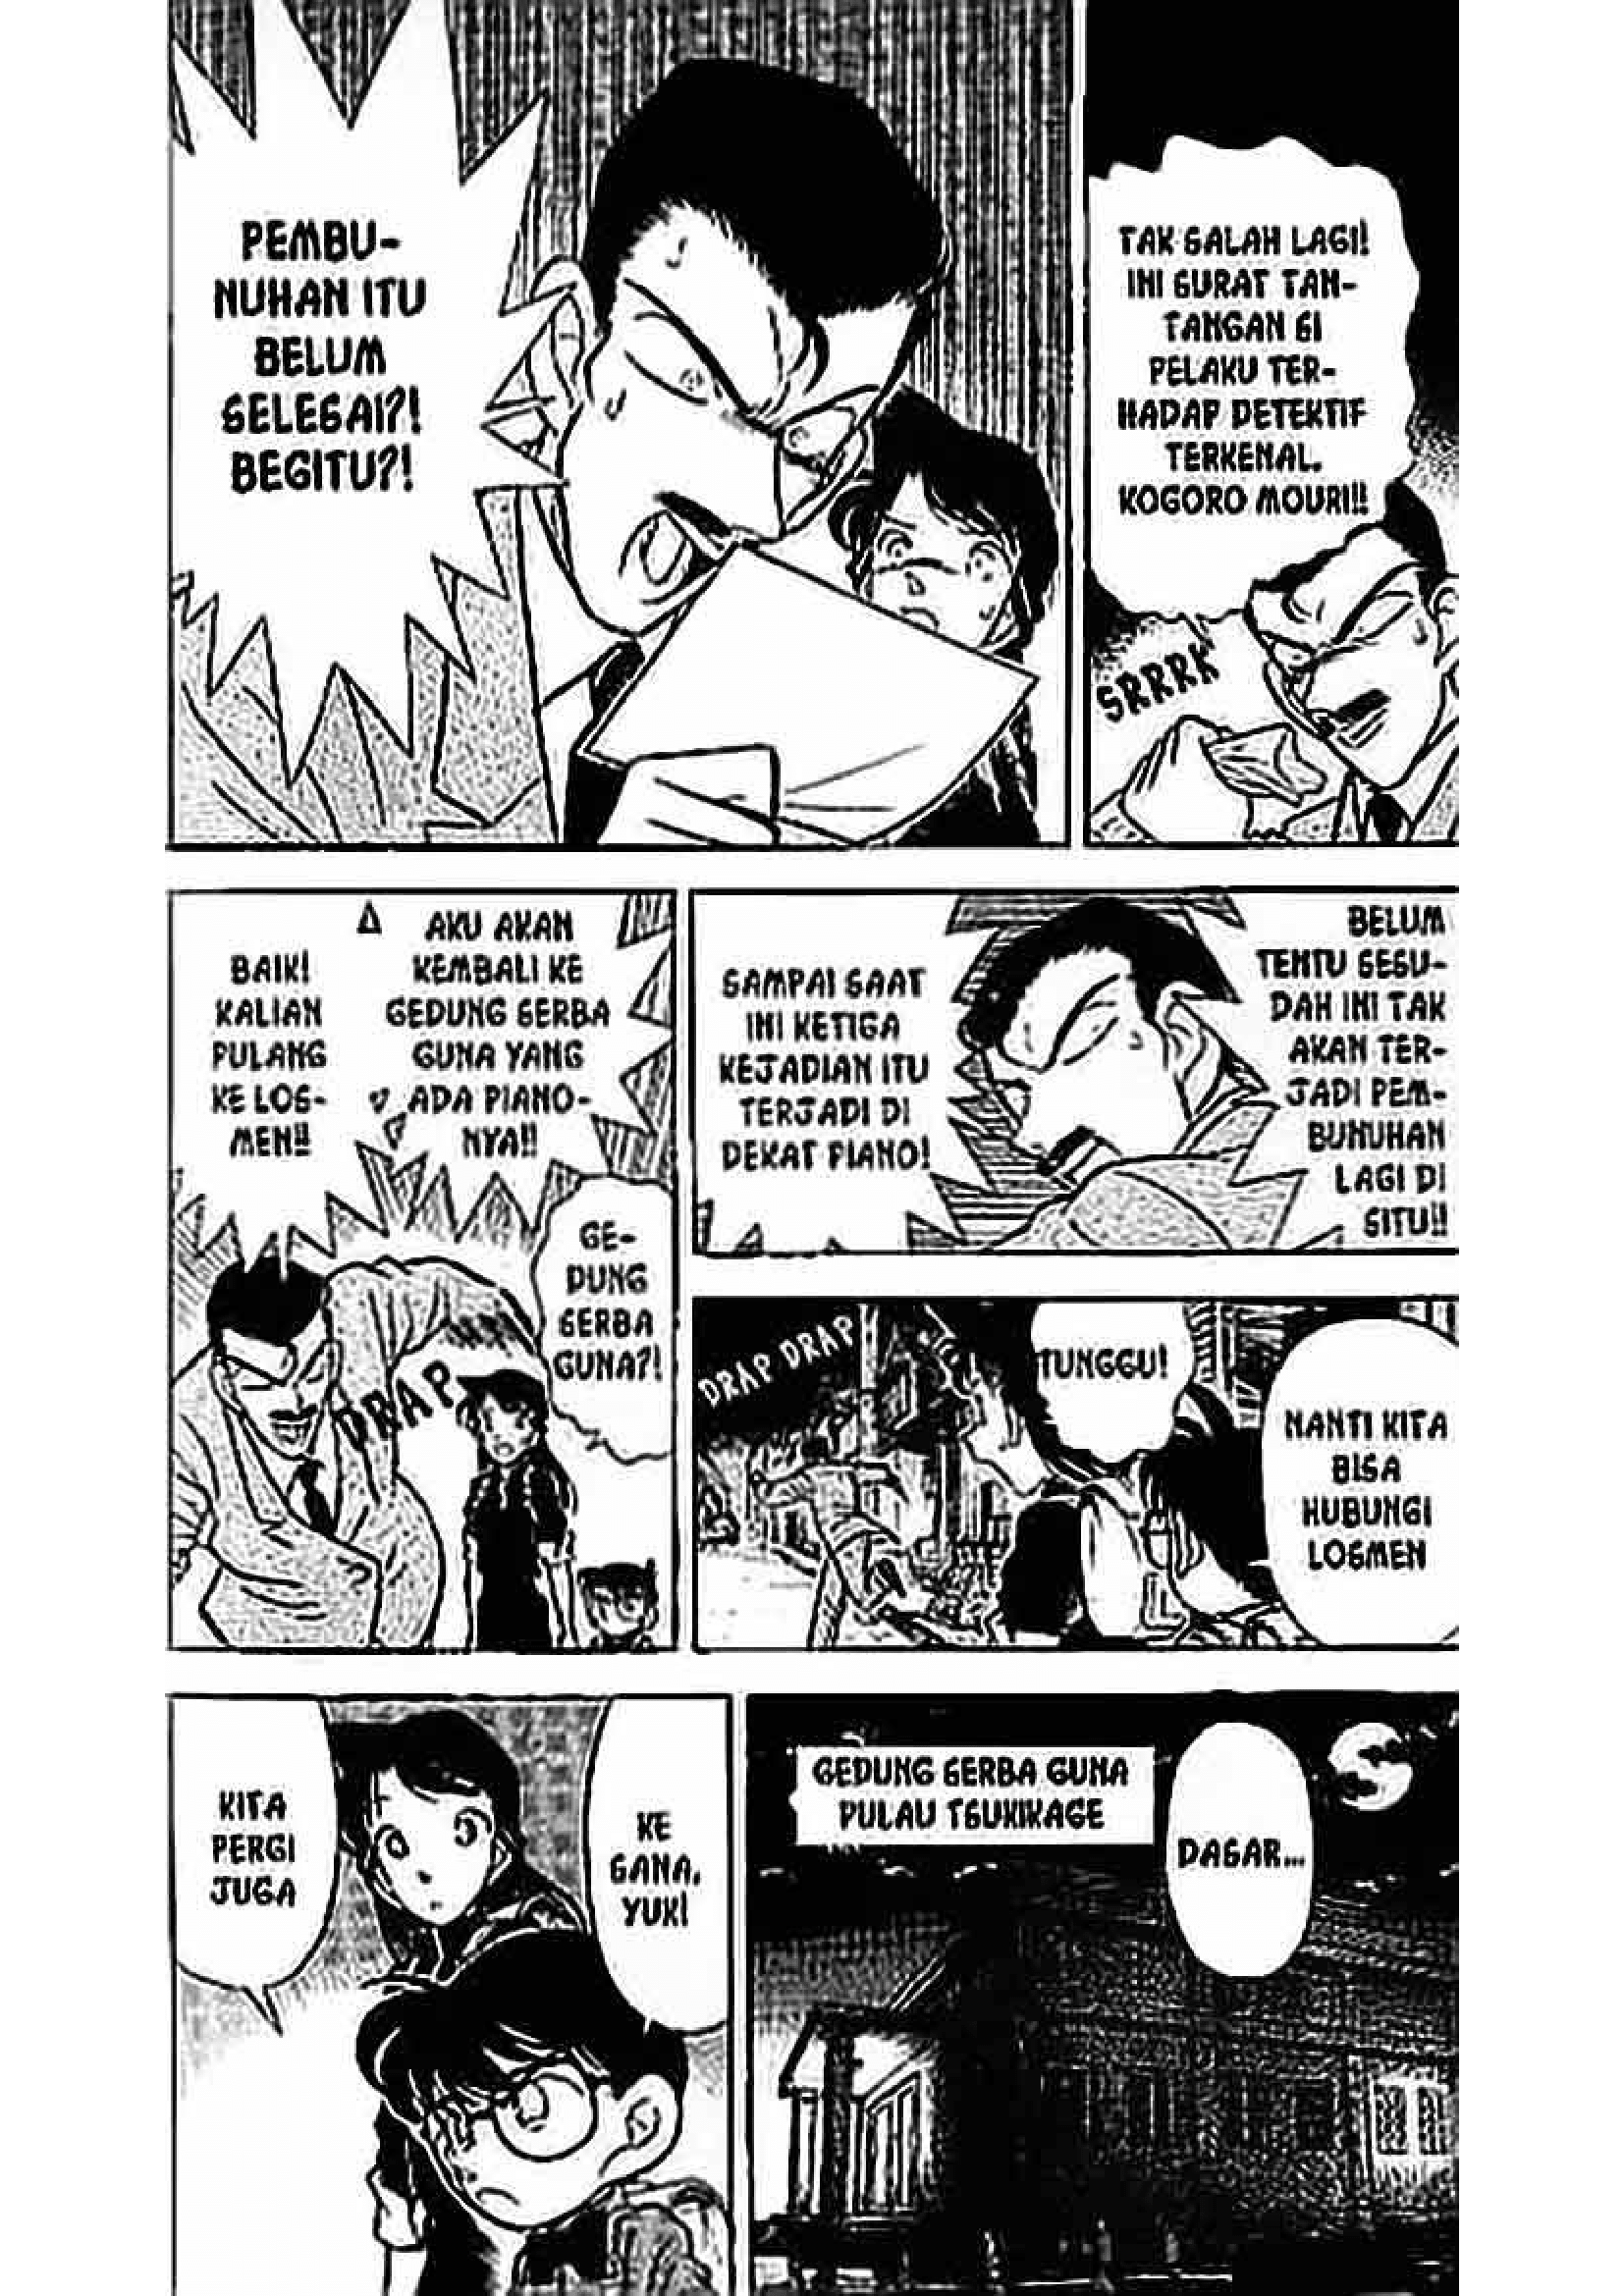 PEMBU-
NUHAN ITU
BELUM
SELESAI?!
BEGITU?!
TAK SALAH LAGI!
INI SURAT TAN-
TANGAN SI
PELAKU TER-
HADAP DETEKTIF
TERKENAL,
KOGORO MOURI!!
SRRRK
BAIK!
KALIAN
PULANG
KE LOS-
MEN!!
AKU AKAN
KEMBALI KE
GEDUNG SERBA
GUNA YANG
ADA PIANO-
NYA!!
GE-
DUNG
SERBA
GUNA?!
DRAP
SAMPAI SAAT
INI KETIGA
KEJADIAN ITU
TERJADI DI
DEKAT PIANO!
BELUM
TENTU SESU-
DAH INI TAK
AKAN TER-
JADI PEM-
BUNUHAN
LAGI DI
SITU!!
DRAP DRAP
TUNGGU!
NANTI KITA
BISA
HUBUNGI
LOSMEN
KITA
PERGI
JUGA
KE
SANA,
YUK!
GEDUNG SERBA GUNA
PULAU TSUKIKAGE
DASAR...